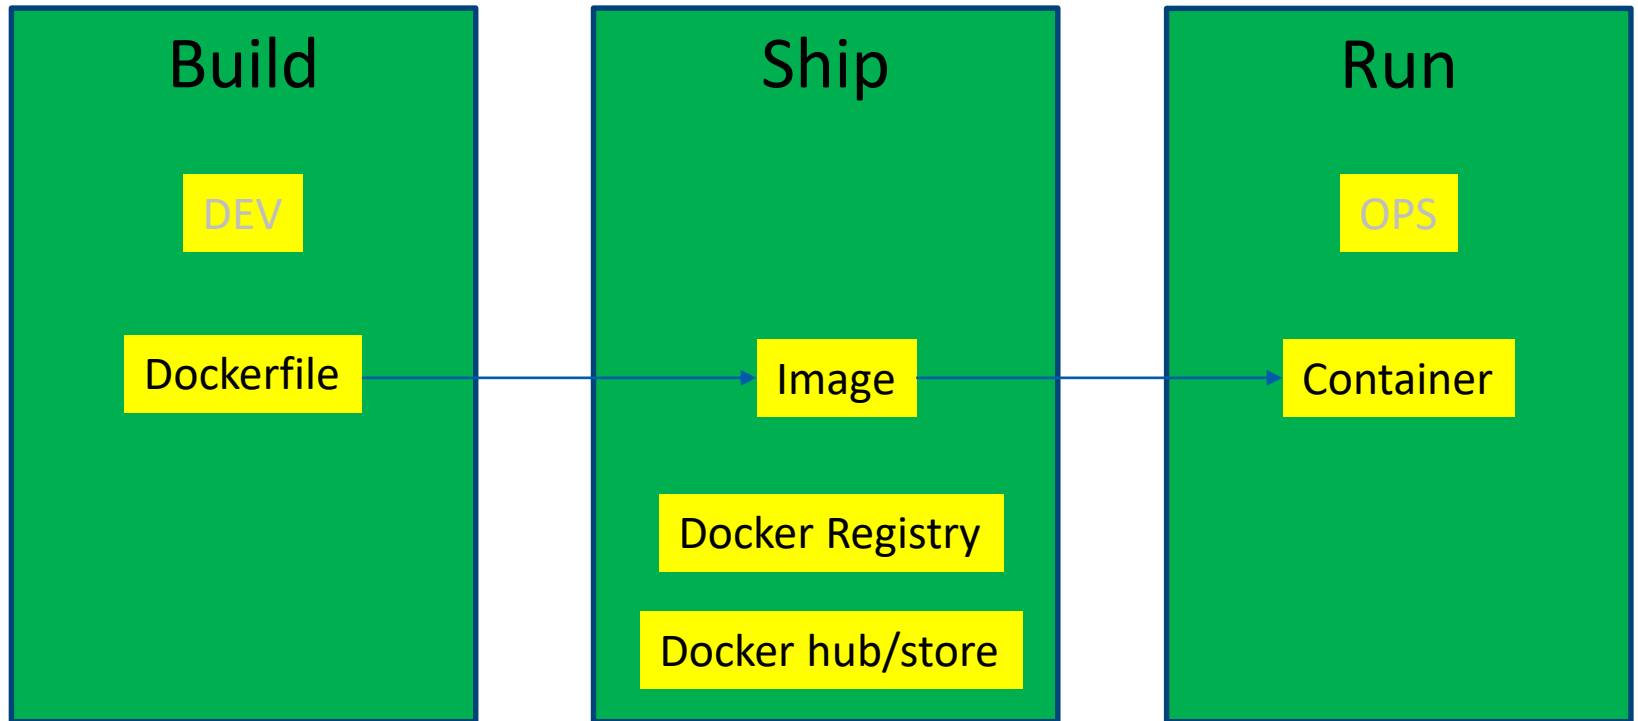 Build
DEV
Dockerfile
Ship
Image
Docker Registry
Docker hub/store
Run
OPS
Container